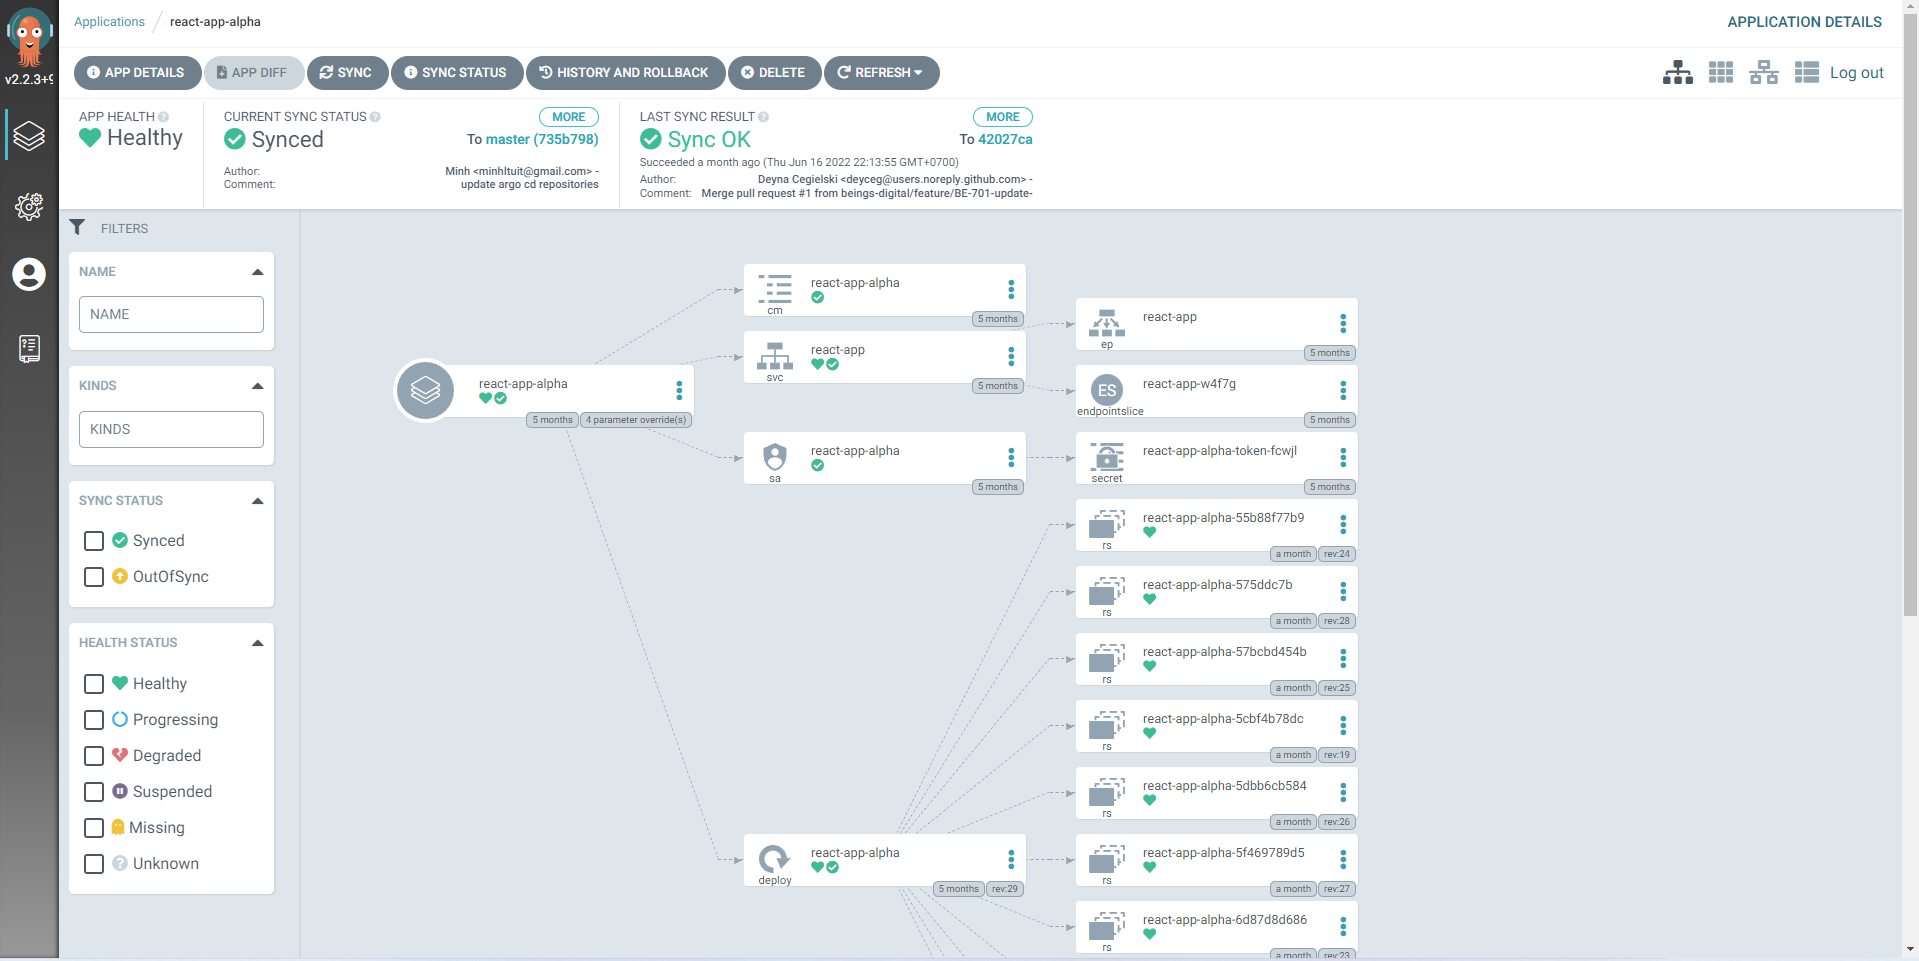 Applications
react-app-alpha
APPLICATION DETAILS
v2.2.3+9
APP DETAILS
APP DIFF
SYNC
SYNC STATUS
HISTORY AND ROLLBACK
DELETE
REFRESH
Log out
APP HEALTH
Healthy
CURRENT SYNC STATUS
MORE
Synced
To master (735b798)
Author:
Minh <minhltuit@gmail.com> -
Comment:
update argo cd repositories
LAST SYNC RESULT
MORE
Sync OK
To 42027ca
Succeeded a month ago (Thu Jun 16 2022 22:13:55 GMT+0700)
Author:
Deyna Cegielski <deyceg@users.noreply.github.com> -
Comment:
Merge pull request #1 from beings-digital/feature/BE-701-update-
FILTERS
NAME
NAME
KINDS
KINDS
SYNC STATUS
Synced
OutOfSync
HEALTH STATUS
Healthy
Progressing
Degraded
Suspended
Missing
Unknown
react-app-alpha
5 months
4 parameter override(s)
cm
react-app-alpha
5 months
svc
react-app
5 months
sa
react-app-alpha
5 months
deploy
react-app-alpha
5 months
rev:29
ep
react-app
5 months
ES
endpointslice
react-app-w4f7g
5 months
secret
react-app-alpha-token-fcwjl
5 months
rs
react-app-alpha-55b88f77b9
a month
rev:24
rs
react-app-alpha-575ddc7b
a month
rev:28
rs
react-app-alpha-57bcbd454b
a month
rev:25
rs
react-app-alpha-5cbf4b78dc
a month
rev:19
rs
react-app-alpha-5dbb6cb584
a month
rev:26
rs
react-app-alpha-5f469789d5
a month
rev:27
rs
react-app-alpha-6d87d8d686
a month
rev:23